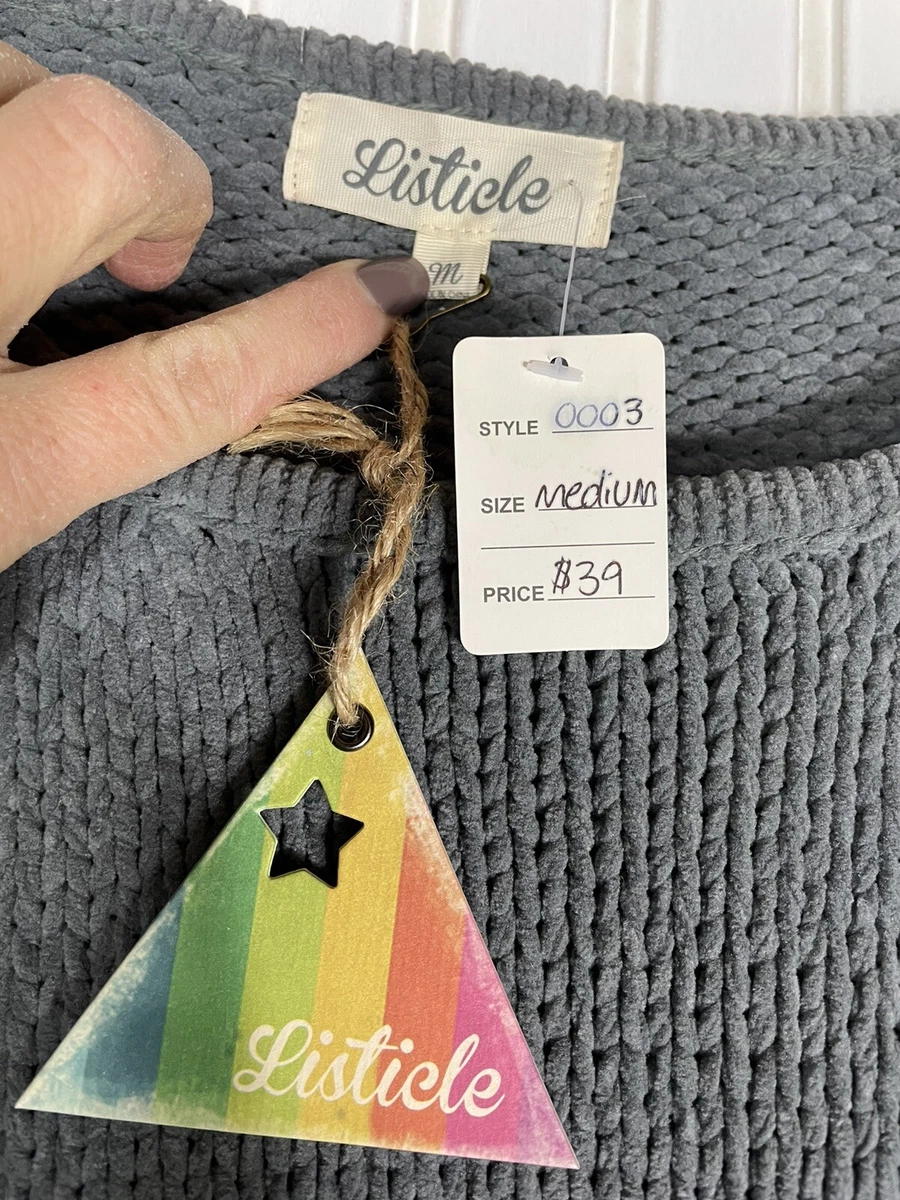 Listicle
M
STYLE 0003
SIZE medium
PRICE $39
Listicle